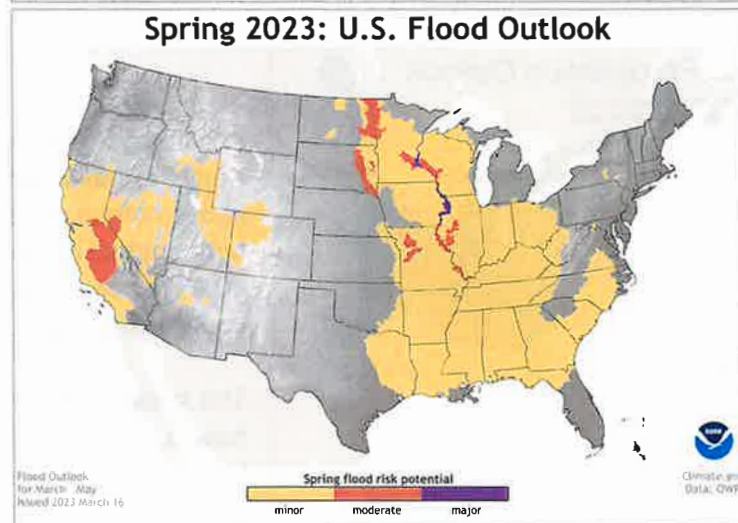 Spring 2023: U.S. Flood Outlook
Flood Outlook
for March May
Issued 2023 March 16
Spring flood risk potential
minor moderate major
NOAA
Data: